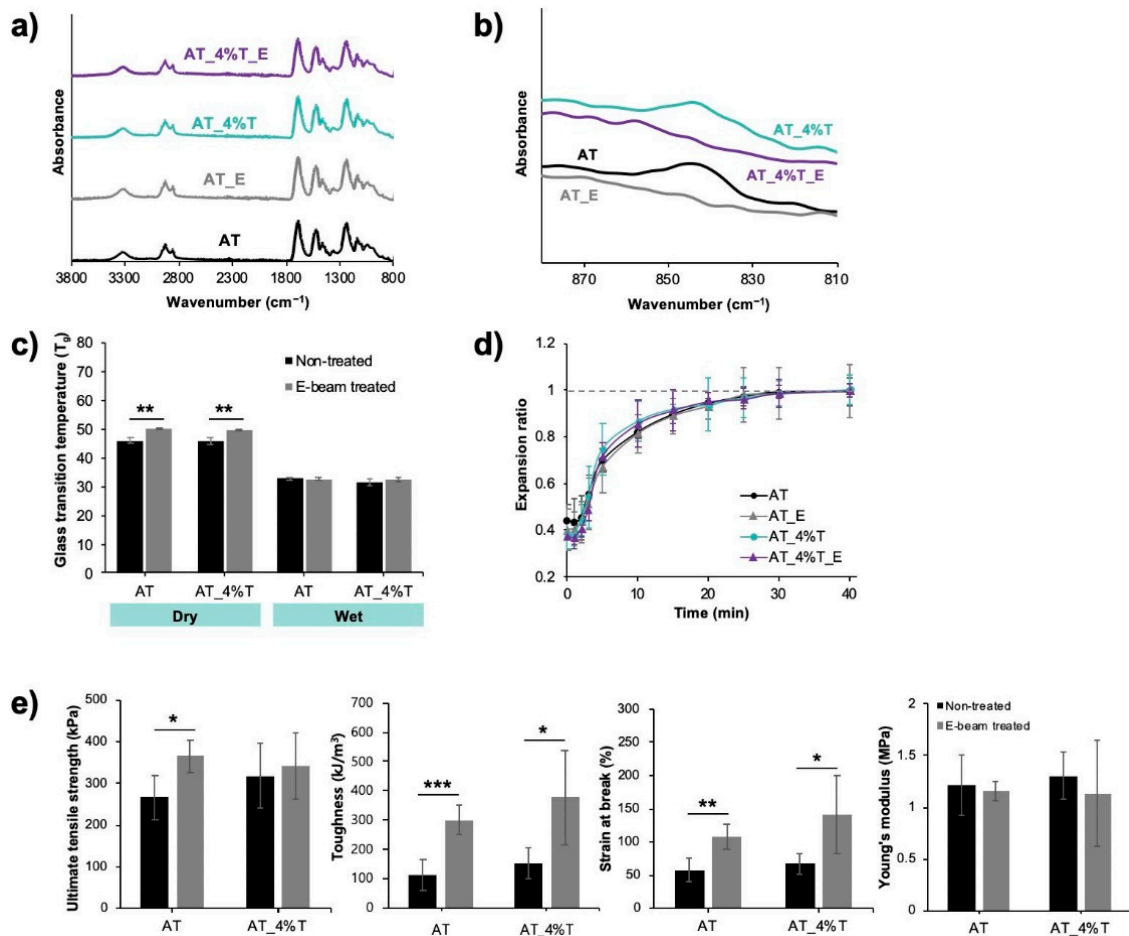 a)
AT_4%T_E
AT_4%T
AT_E
AT
Absorbance
3800 3300 2800 2300 1800 1300 800
Wavenumber (cm⁻¹)
b)
AT_4%T
AT
AT_4%T_E
AT_E
Absorbance
870 850 830 810
Wavenumber (cm⁻¹)
c)
Glass transition temperature (Tg)
80
70
60
50
40
30
20
10
0
Non-treated
E-beam treated
** **
AT AT_4%T AT AT_4%T
Dry Wet
d)
Expansion ratio
1.2
1
0.8
0.6
0.4
0.2
AT
AT_E
AT_4%T
AT_4%T_E
0 10 20 30 40
Time (min)
e)
Ultimate tensile strength (kPa)
500
400
300
200
100
0
*
AT AT_4%T
Toughness (kJ/m³)
700
600
500
400
300
200
100
0
*** *
AT AT_4%T
Strain at break (%)
300
250
200
150
100
50
0
** *
AT AT_4%T
Young's modulus (MPa)
2
1.5
1
0.5
0
Non-treated
E-beam treated
AT AT_4%T